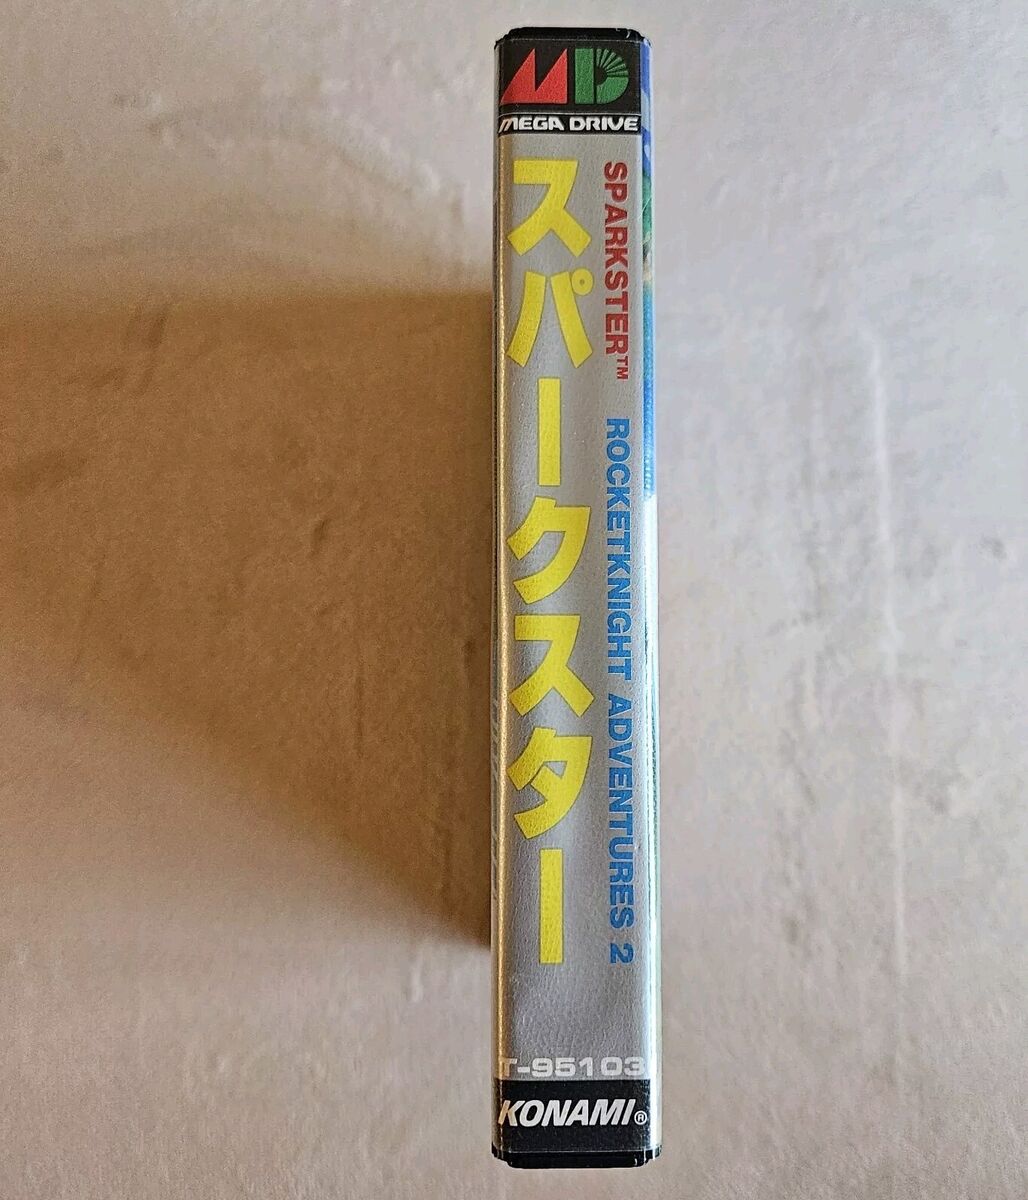 MD
MEGA DRIVE
スパークスター
SPARKSTER™ ROCKETKNIGHT ADVENTURES 2
T-95103
KONAMI®